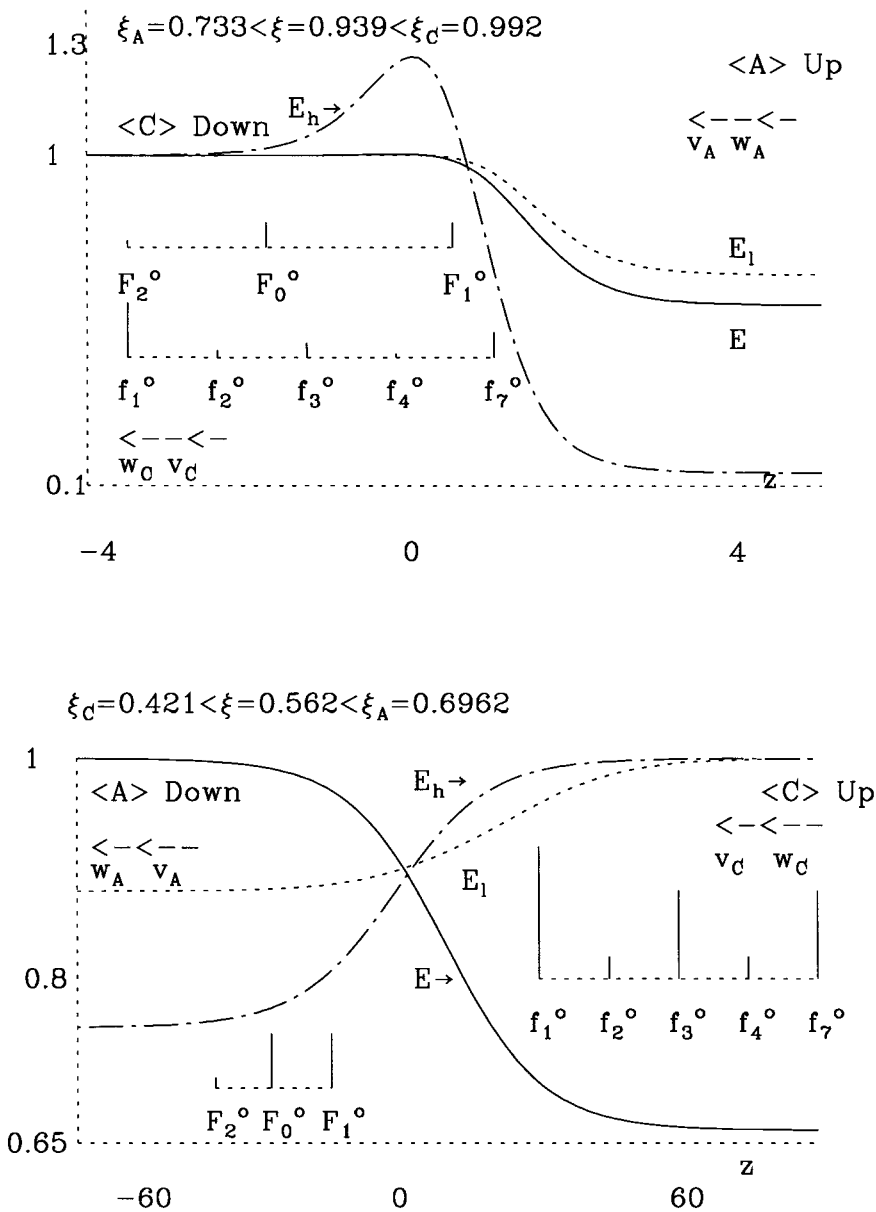 ξ_A=0.733<ξ=0.939<ξ_C=0.992
1.3
<A> Up
E_h→
<C> Down
<--<-
v_A w_A
1
E_l
F_2° F_0° F_1°
E
f_1° f_2° f_3° f_4° f_7°
<--<-
w_C v_C
z
0.1
-4 0 4
ξ_C=0.421<ξ=0.562<ξ_A=0.6962
1
E_h→
<A> Down
<C> Up
<-<--
<-<--
w_A v_A
v_C w_C
E_l
0.8
E→
f_1° f_2° f_3° f_4° f_7°
F_2° F_0° F_1°
0.65
z
-60 0 60